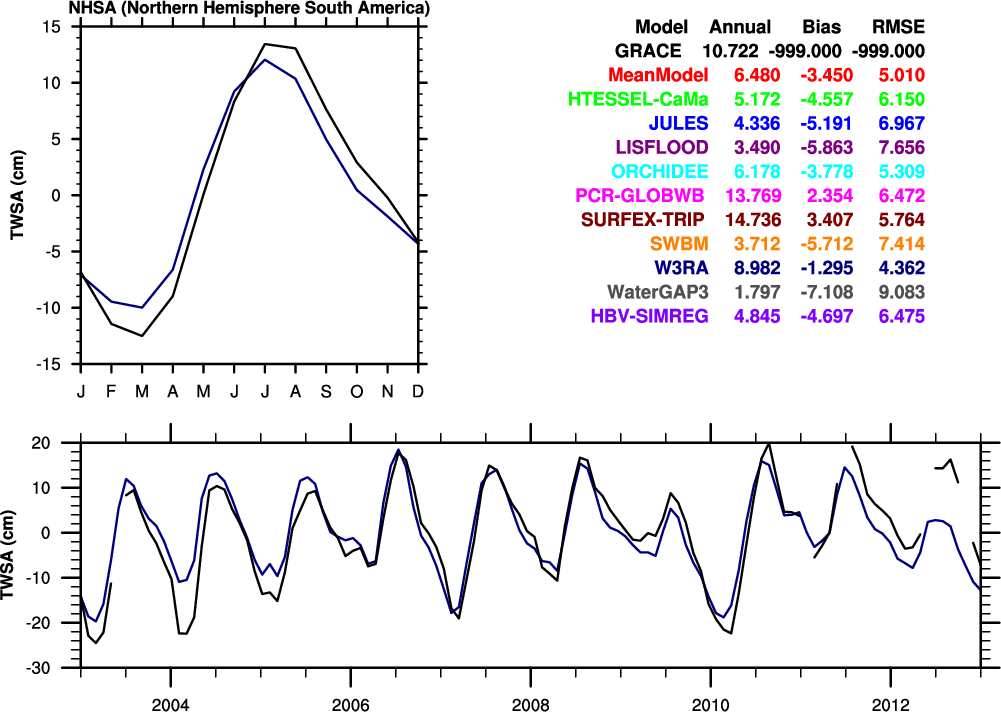 NHSA (Northern Hemisphere South America)
Model Annual Bias RMSE
GRACE 10.722 -999.000 -999.000
MeanModel 6.480 -3.450 5.010
HTESSEL-CaMa 5.172 -4.557 6.150
JULES 4.336 -5.191 6.967
LISFLOOD 3.490 -5.863 7.656
ORCHIDEE 6.178 -3.778 5.309
PCR-GLOBWB 13.769 2.354 6.472
SURFEX-TRIP 14.736 3.407 5.764
SWBM 3.712 -5.712 7.414
W3RA 8.982 -1.295 4.362
WaterGAP3 1.797 -7.108 9.083
HBV-SIMREG 4.845 -4.697 6.475
TWSA (cm)
15
10
5
0
-5
-10
-15
J F M A M J J A S O N D
TWSA (cm)
20
10
0
-10
-20
-30
2004 2006 2008 2010 2012